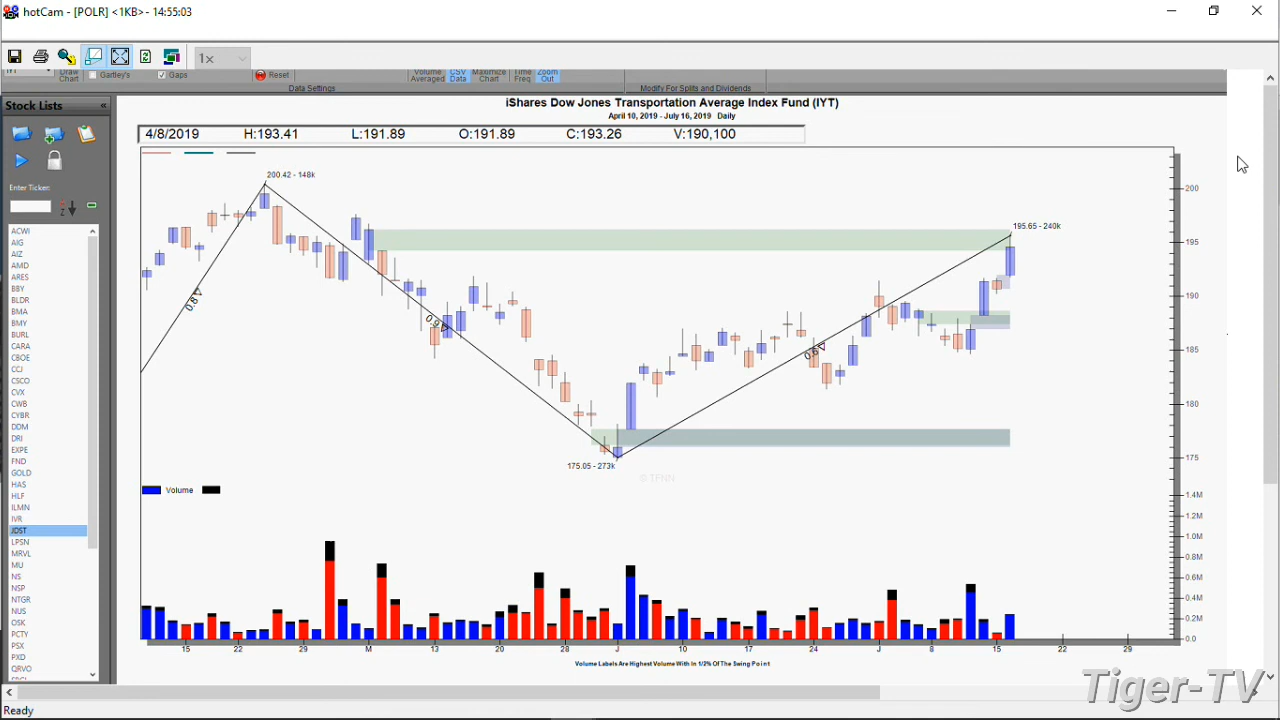 hotCam - [POLR] <1KB> - 14:55:03
1x
IYT
Draw Chart
Gartley's
Gaps
Reset
Volume Averaged
CSV Data
Maximize Chart
Time Freq
Zoom Out
Data Settings
Modify For Splits and Dividends
Stock Lists
«
iShares Dow Jones Transportation Average Index Fund (IYT)
April 10, 2019 - July 16, 2019 Daily
4/8/2019 H:193.41 L:191.89 O:191.89 C:193.26 V:190,100
Enter Ticker:
ACWI
AIG
AIZ
AMD
ARES
BBY
BLDR
BMA
BMY
BURL
CARA
CBOE
CCJ
CSCO
CVX
CWB
CYBR
DDM
DRI
EXPE
FND
GOLD
HAS
HLF
ILMN
IVR
JDST
LPSN
MRVL
MU
NS
NSP
NTGR
NUS
OSK
PCTY
PSX
PXD
QRVO
200.42 - 148k
195.65 - 240k
175.05 - 273k
0.8
0.9
0.6
© TFNN
200
195
190
185
180
175
Volume
1.4M
1.2M
1.0M
0.8M
0.6M
0.4M
0.2M
0.0
15 22 29 M 13 20 28 J 10 17 24 J 8 15 22 29
Volume Labels Are Highest Volume With In 1/2% Of The Swing Point
Tiger-TV
Ready